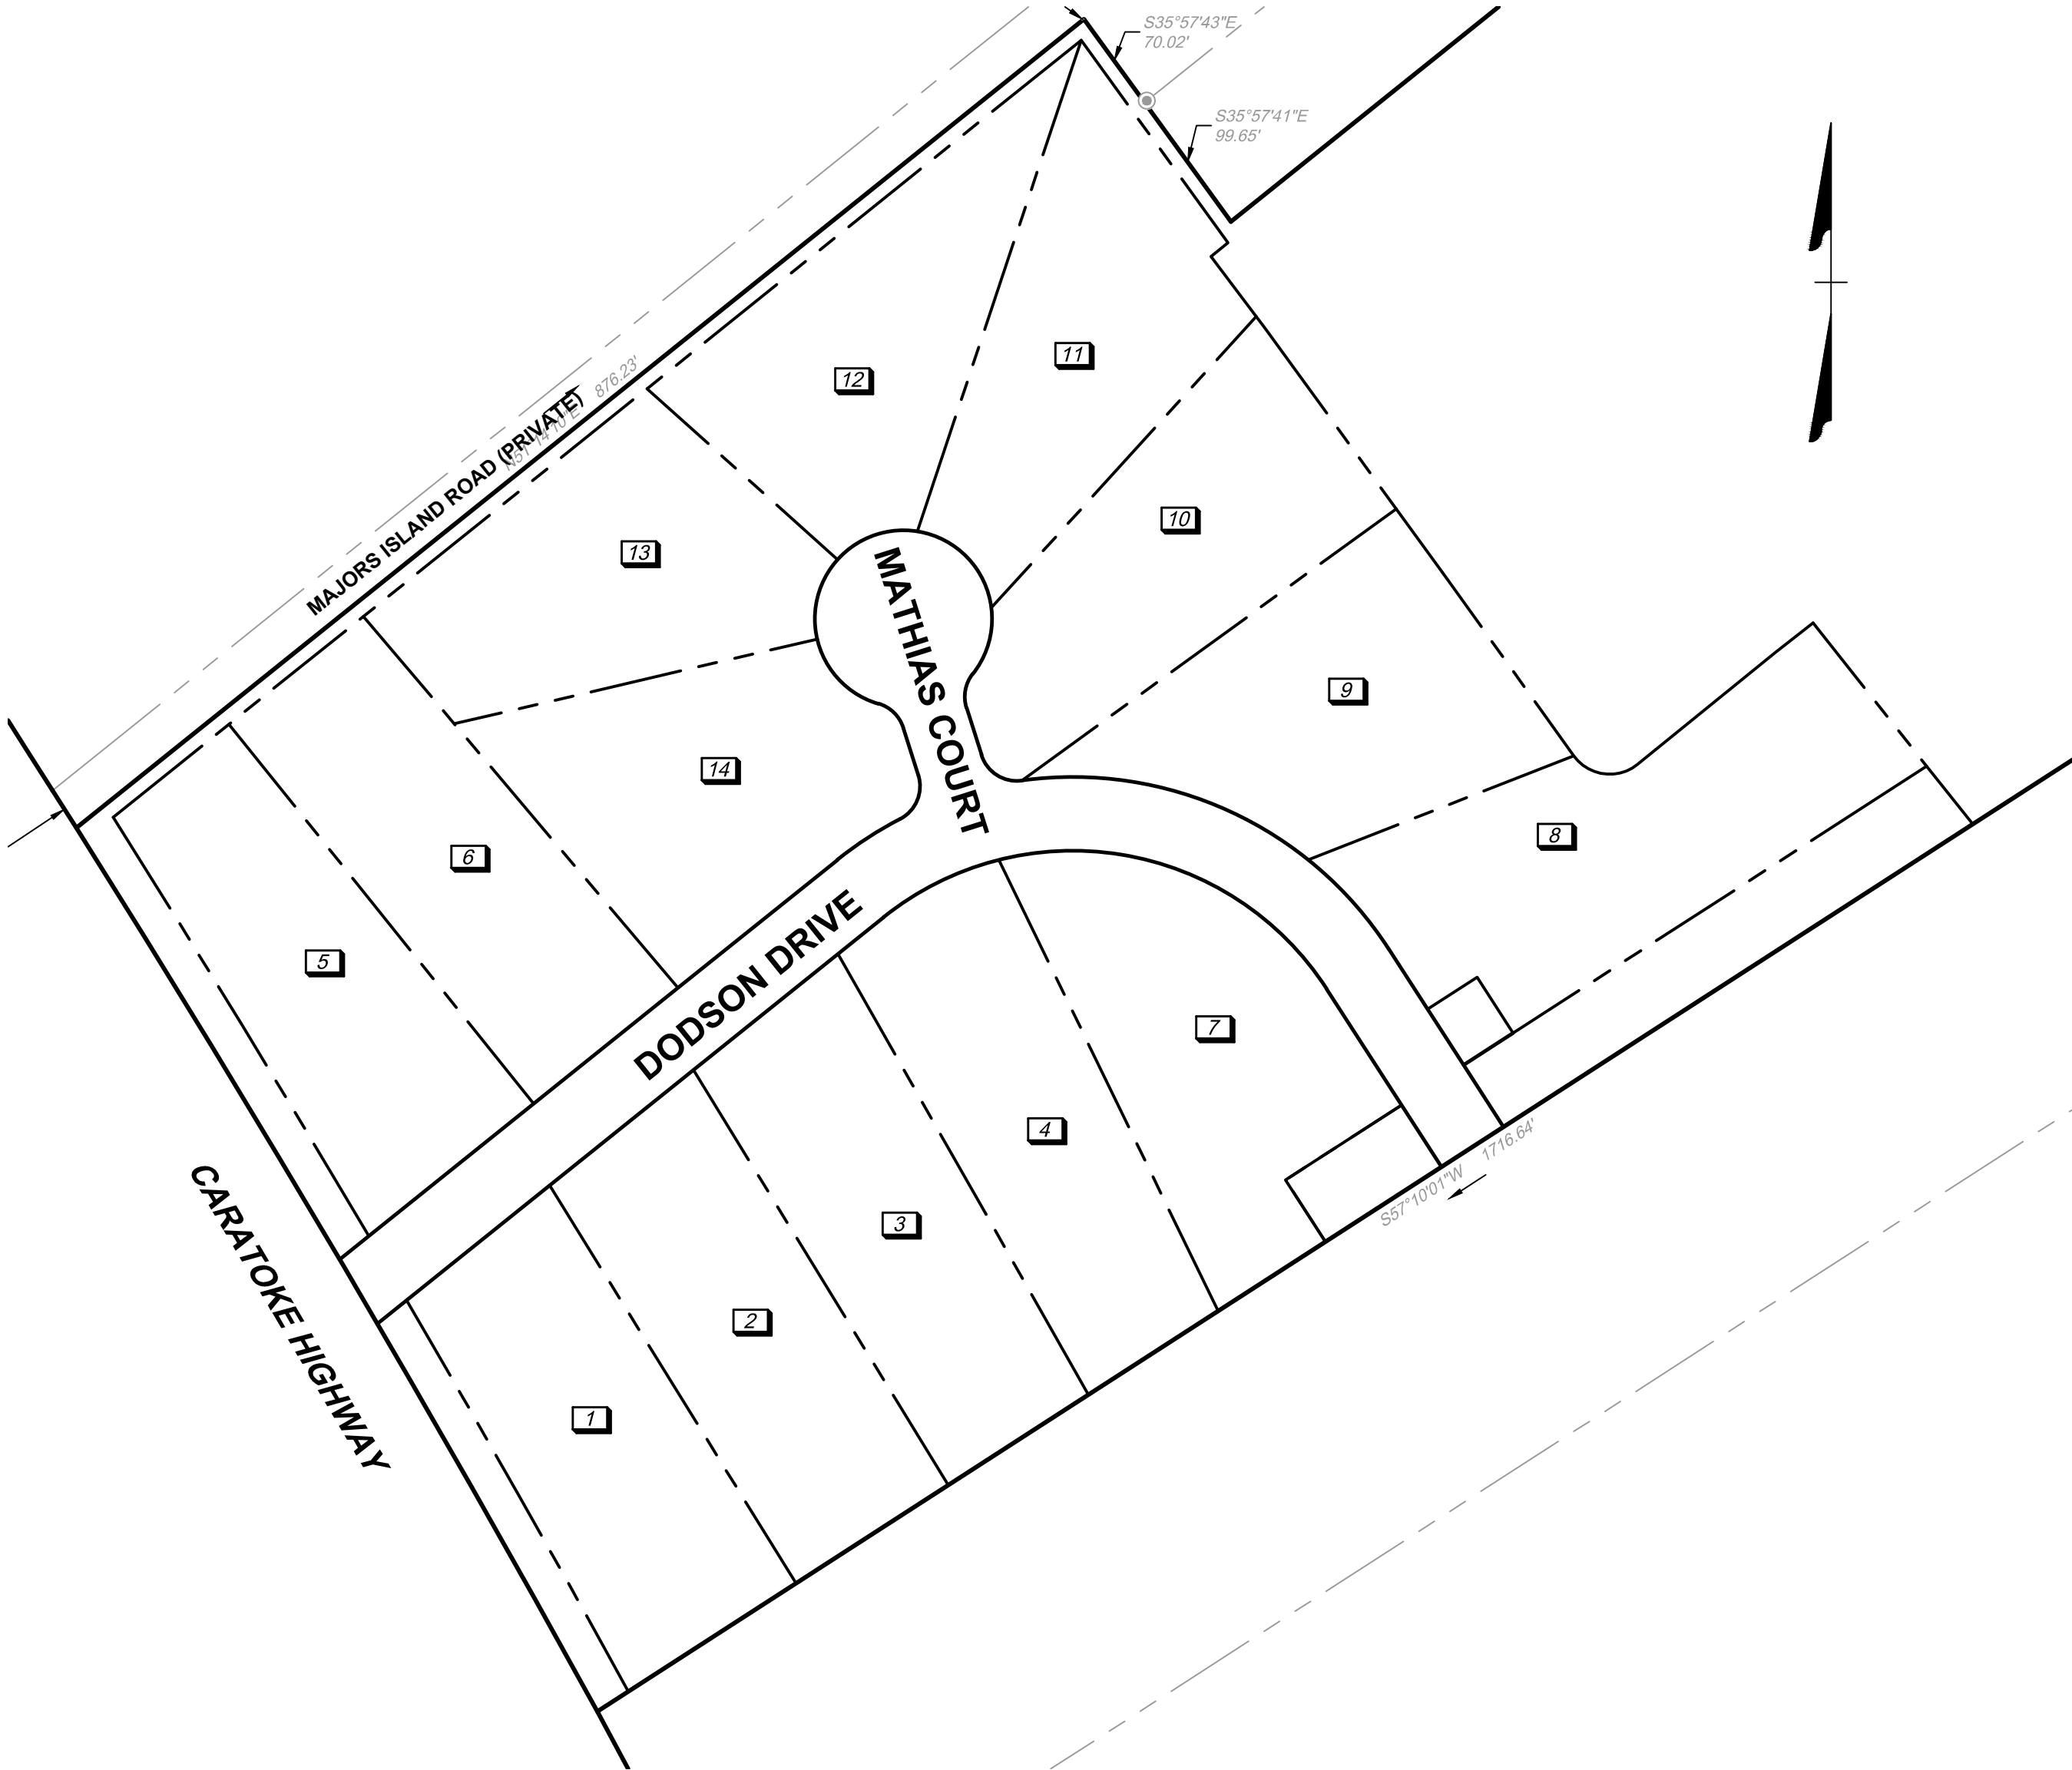 S35°57'43"E
70.02'
S35°57'41"E
99.65'
11
12
876.23'
MAJORS ISLAND ROAD (PRIVATE)
10
13
MATHIAS COURT
9
14
8
6
5
DODSON DRIVE
7
4
S57°10'01"W 1716.64'
3
CARATOKE HIGHWAY
2
1